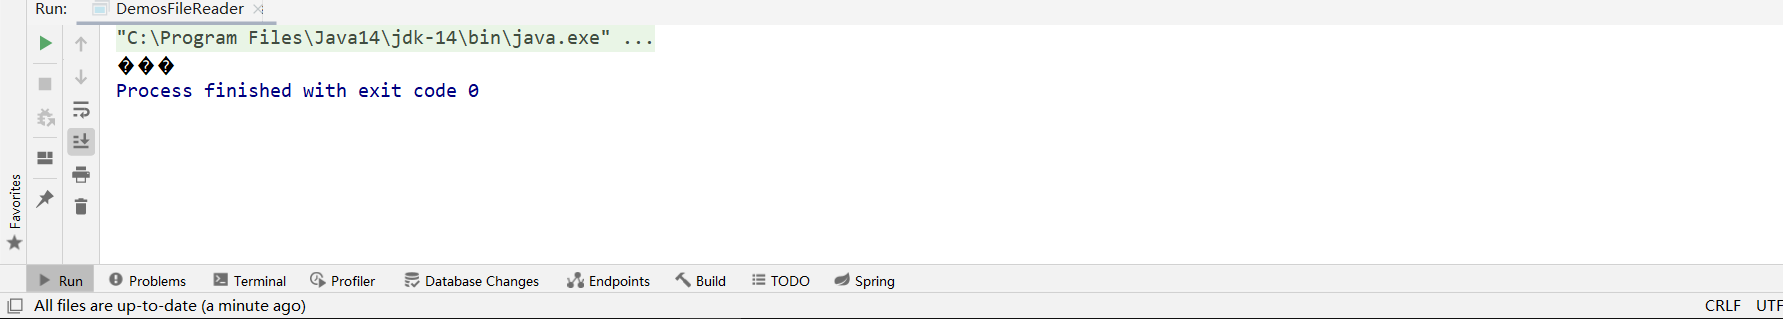 Run: DemosFileReader
"C:\Program Files\Java14\jdk-14\bin\java.exe" ...
���
Process finished with exit code 0
Favorites
Run Problems Terminal Profiler Database Changes Endpoints Build TODO Spring
All files are up-to-date (a minute ago) CRLF UTF